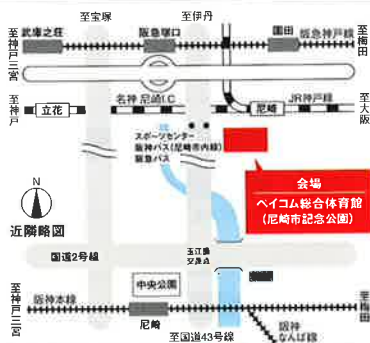 至宝塚
至伊丹
至神戸三宮
武庫之荘
阪急塚口
園田
阪急神戸線
至梅田
名神 尼崎I.C
JR神戸線
至神戸
立花
尼崎
至大阪
スポーツセンター
阪神バス(尼崎市内線)
阪急バス
会場
ベイコム総合体育館
(尼崎市記念公園)
N
近隣略図
国道2号線
玉江橋
交差点
中央公園
至神戸三宮
阪神本線
尼崎
至梅田
至国道43号線
阪神
なんば線